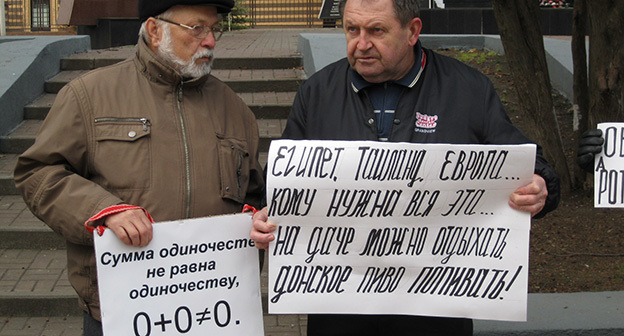 Сумма одиночеств
не равна
одиночеству,
0+0≠0.
ЕГИПЕТ, ТАИЛАНД, ЕВРОПА...
КОМУ НУЖНА ВСЯ ЭТА...
НА ДАЧЕ МОЖНО ОТДЫХАТЬ,
ДОНСКОЕ ПИВО ПОПИВАТЬ!